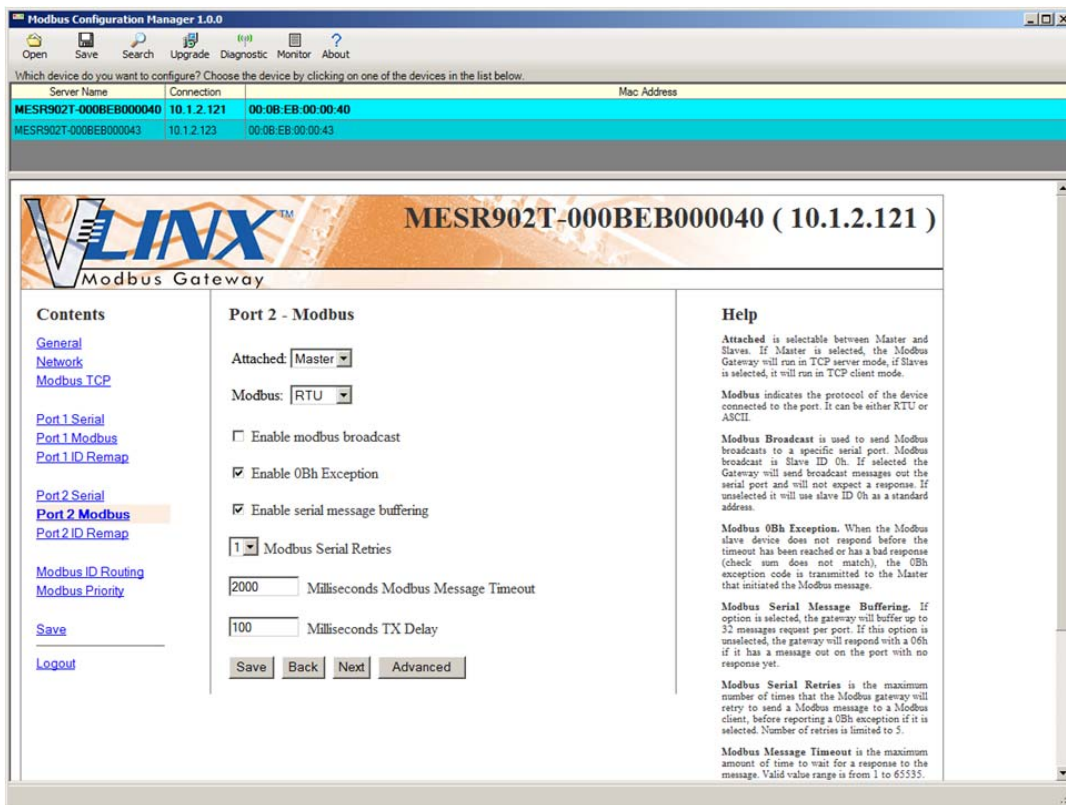 Modbus Configuration Manager 1.0.0
Open Save Search Upgrade Diagnostic Monitor About
Which device do you want to configure? Choose the device by clicking on one of the devices in the list below.
Server Name Connection Mac Address
MESR902T-000BEB000040 10.1.2.121 00:0B:EB:00:00:40
MESR902T-000BEB000043 10.1.2.123 00:0B:EB:00:00:43
VLINX™
Modbus Gateway
MESR902T-000BEB000040 ( 10.1.2.121 )
Contents
General
Network
Modbus TCP
Port 1 Serial
Port 1 Modbus
Port 1 ID Remap
Port 2 Serial
Port 2 Modbus
Port 2 ID Remap
Modbus ID Routing
Modbus Priority
Save
Logout
Port 2 - Modbus
Attached: Master
Modbus: RTU
Enable modbus broadcast
Enable 0Bh Exception
Enable serial message buffering
1 Modbus Serial Retries
2000 Milliseconds Modbus Message Timeout
100 Milliseconds TX Delay
Save Back Next Advanced
Help
Attached is selectable between Master and
Slaves. If Master is selected, the Modbus
Gateway will run in TCP server mode, if Slaves
is selected, it will run in TCP client mode.
Modbus indicates the protocol of the device
connected to the port. It can be either RTU or
ASCII.
Modbus Broadcast is used to send Modbus
broadcasts to a specific serial port. Modbus
broadcast is Slave ID 0h. If selected the
Gateway will send broadcast messages out the
serial port and will not expect a response. If
unselected it will use slave ID 0h as a standard
address.
Modbus 0Bh Exception. When the Modbus
slave device does not respond before the
timeout has been reached or has a bad response
(check sum does not match), the 0Bh
exception code is transmitted to the Master
that initiated the Modbus message.
Modbus Serial Message Buffering. If
option is selected, the gateway will buffer up to
32 messages request per port. If this option is
unselected, the gateway will respond with a 06h
if it has a message out on the port with no
response yet.
Modbus Serial Retries is the maximum
number of times that the Modbus gateway will
retry to send a Modbus message to a Modbus
client, before reporting a 0Bh exception if it is
selected. Number of retries is limited to 5.
Modbus Message Timeout is the maximum
amount of time to wait for a response to the
message. Valid value range is from 1 to 65535.